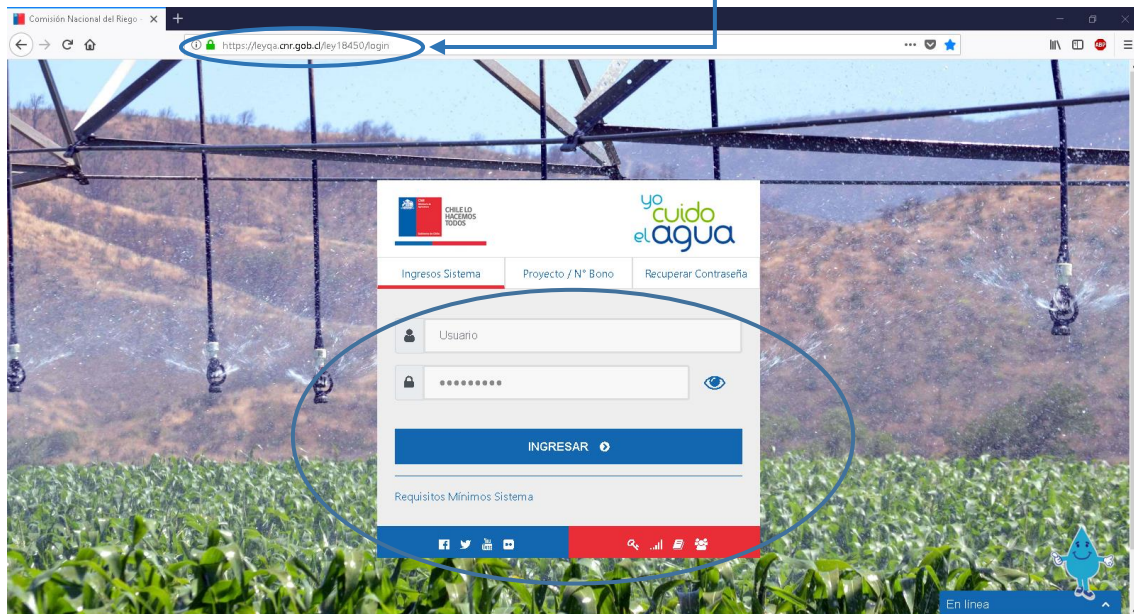 Comisión Nacional del Riego -
https://leyqa.cnr.gob.cl/ley18450/login
CHILE LO
HACEMOS
TODOS
yo
cuido
el agua
Ingresos Sistema
Proyecto / N° Bono
Recuperar Contraseña
Usuario
INGRESAR
Requisitos Mínimos Sistema
En línea